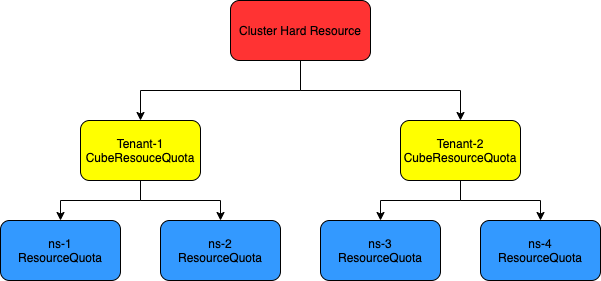 Cluster Hard Resource
Tenant-1
CubeResouceQuota
Tenant-2
CubeResourceQuota
ns-1
ResourceQuota
ns-2
ResourceQuota
ns-3
ResourceQuota
ns-4
ResourceQuota